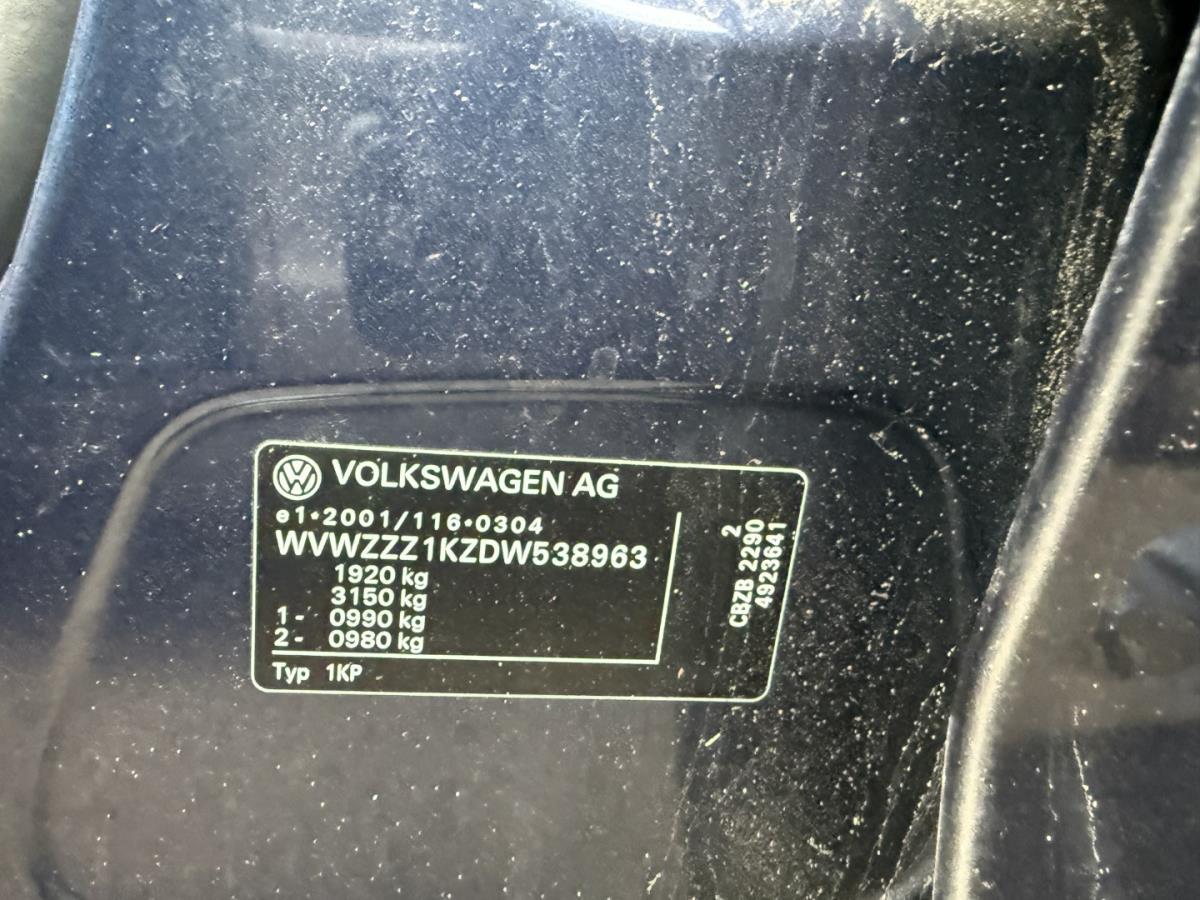 VOLKSWAGEN AG
e1*2001/116*0304
WVWZZZ1KZDW538963
1920 kg
3150 kg
1- 0990 kg
2- 0980 kg
Typ 1KP
2
CBZB 2290
4923641